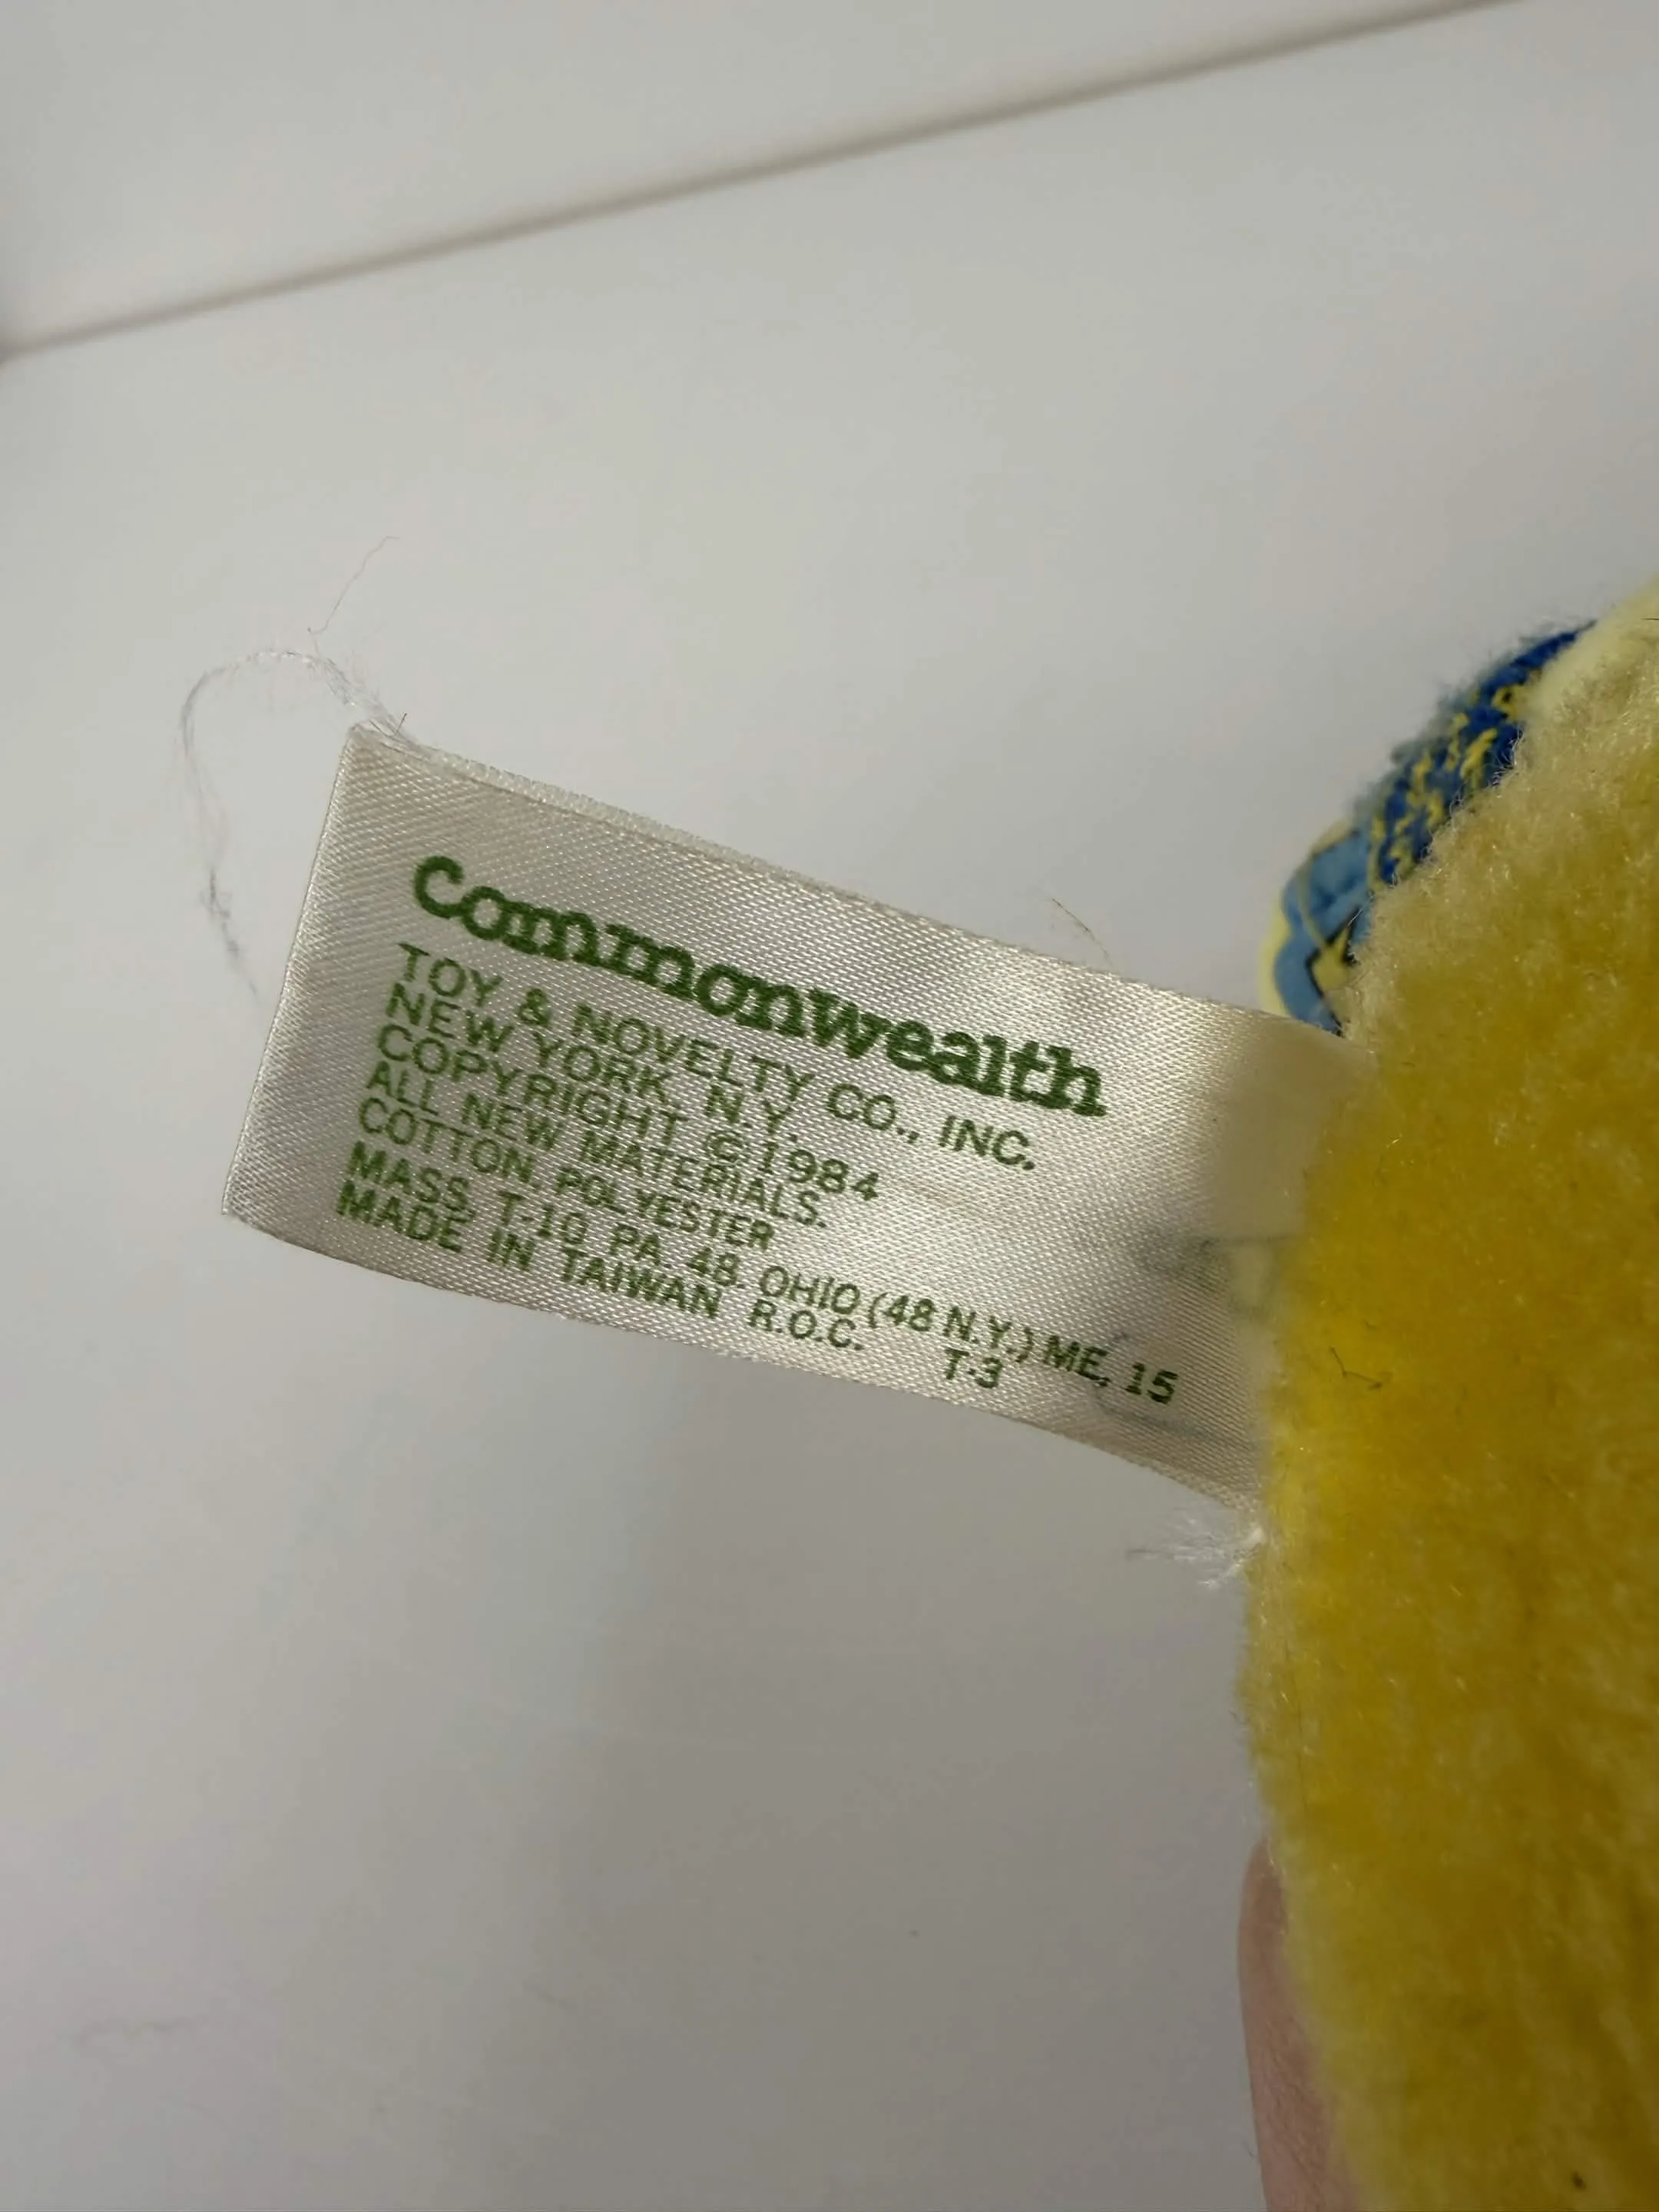 Commonwealth
TOY & NOVELTY CO., INC.
NEW YORK, N.Y.
COPYRIGHT © 1984
ALL NEW MATERIALS.
COTTON, POLYESTER
MASS. T-10 PA. 48. OHIO (48 N.Y.) ME. 15
MADE IN TAIWAN R.O.C. T-3